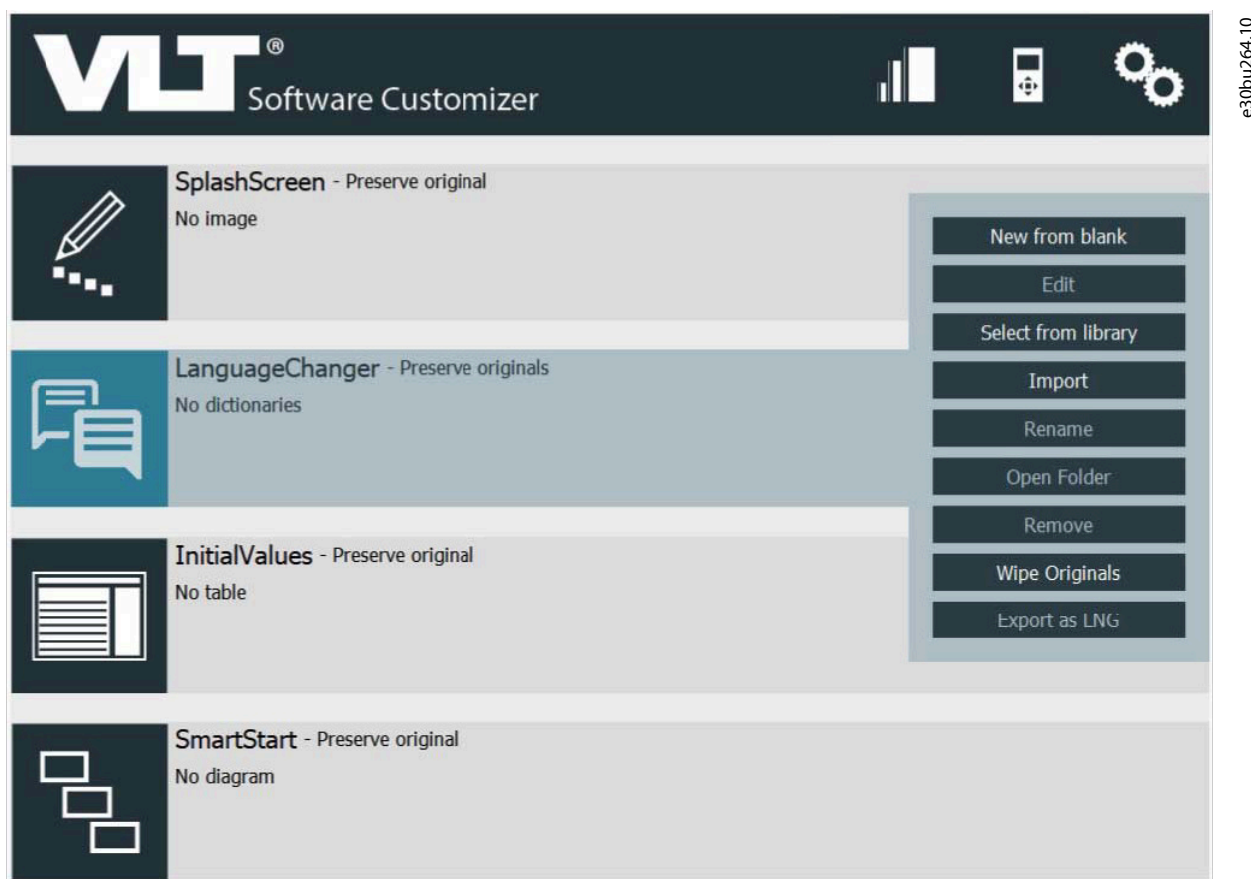 VLT®
Software Customizer
e30bu264.10
SplashScreen - Preserve original
No image
LanguageChanger - Preserve originals
No dictionaries
InitialValues - Preserve original
No table
SmartStart - Preserve original
No diagram
New from blank
Edit
Select from library
Import
Rename
Open Folder
Remove
Wipe Originals
Export as LNG